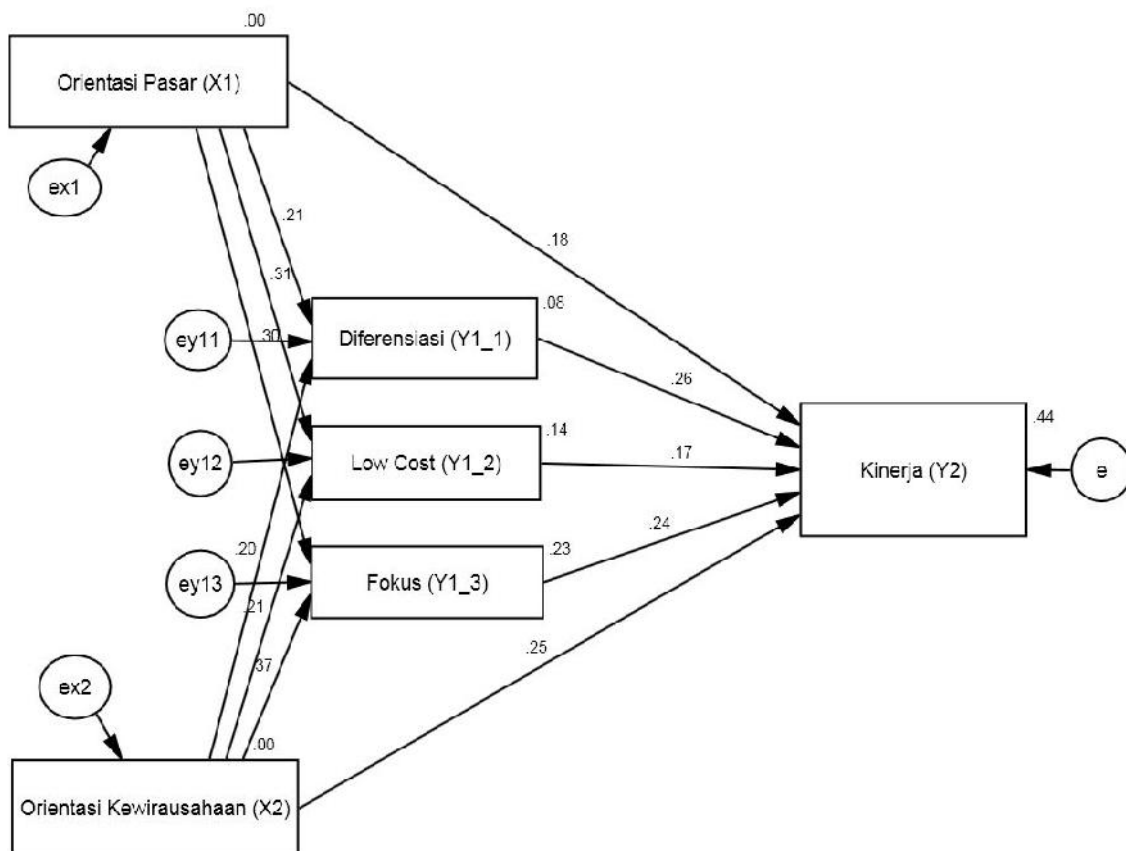 .00
Orientasi Pasar (X1)
ex1
.21
.18
.31
.08
ey11
.30
Diferensiasi (Y1_1)
.26
.14
.44
ey12
Low Cost (Y1_2)
.17
Kinerja (Y2)
e
.24
.20
.23
ey13
Fokus (Y1_3)
.21
.25
.37
ex2
.00
Orientasi Kewirausahaan (X2)